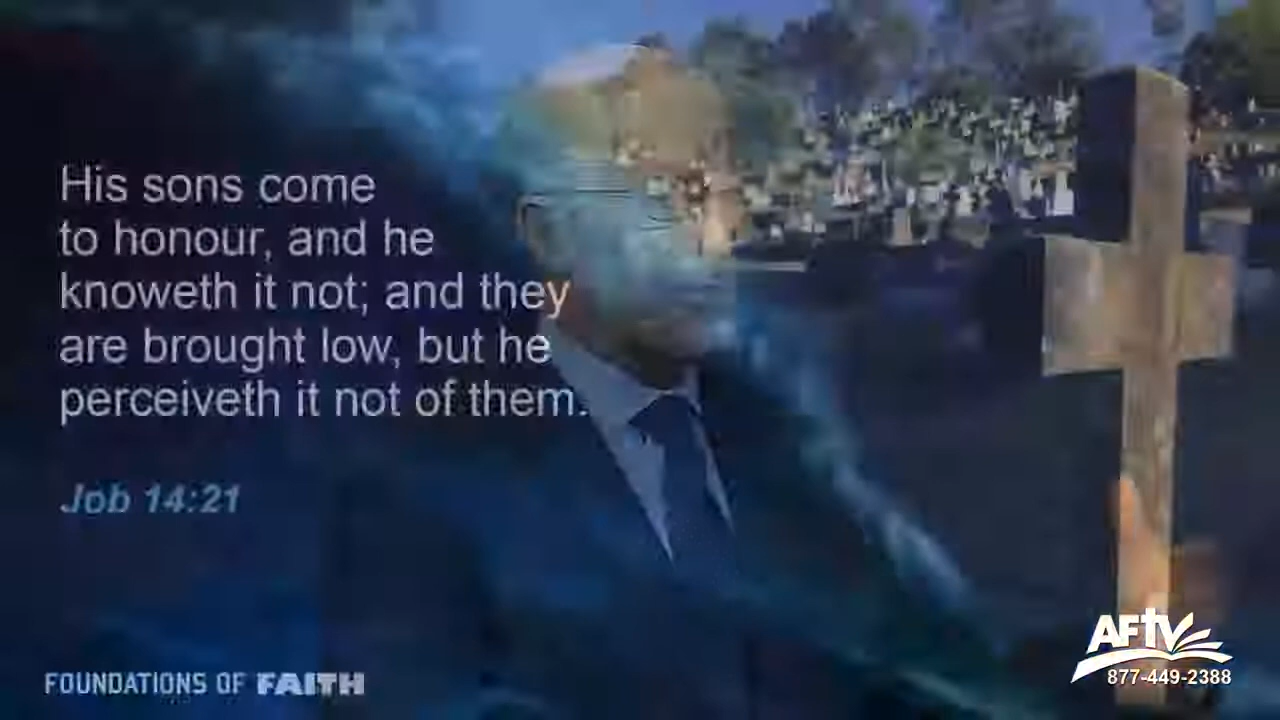 His sons come
to honour, and he
knoweth it not; and they
are brought low, but he
perceiveth it not of them.
Job 14:21
FOUNDATIONS OF FAITH
AFTV
877-449-2388